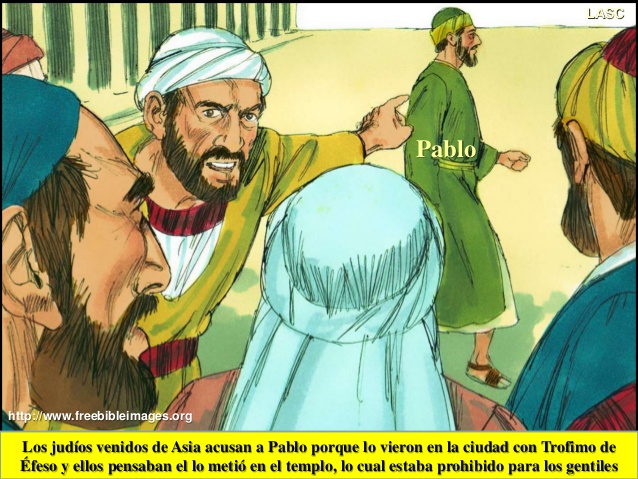 LASC
Pablo
http://www.freebibleimages.org
Los judíos venidos de Asia acusan a Pablo porque lo vieron en la ciudad con Trofimo de
Éfeso y ellos pensaban el lo metió en el templo, lo cual estaba prohibido para los gentiles